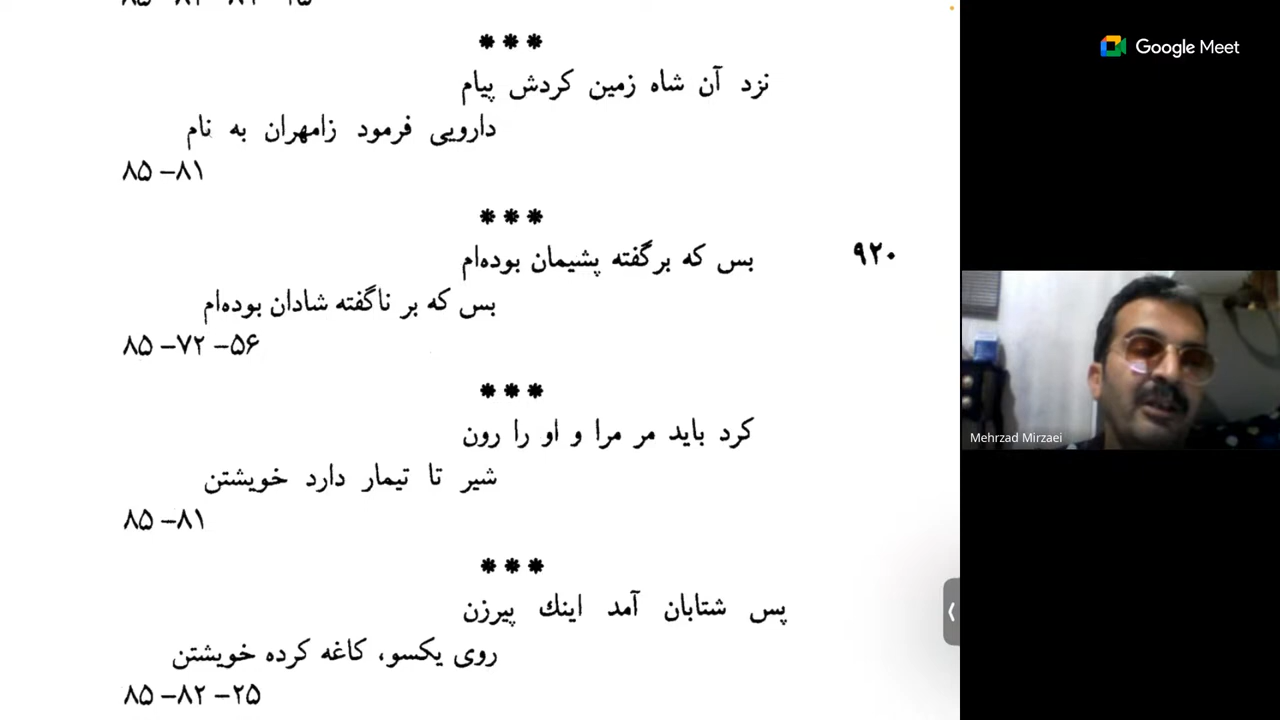 ***
نزد آن شاه زمین کردش پیام
دارویی فرمود زامهران به نام
۸۵–۸۱
***
۹۲۰
بس که برگفته پشیمان بوده‌ام
بس که بر ناگفته شادان بوده‌ام
۸۵–۷۲–۵۶
***
کرد باید مر مرا و او را رون
شیر تا تیمار دارد خویشتن
۸۵–۸۱
***
پس شتابان آمد اینك پیرزن
روی یکسو، کاغه کرده خویشتن
۸۵–۸۲–۲۵
Google Meet
Mehrzad Mirzaei